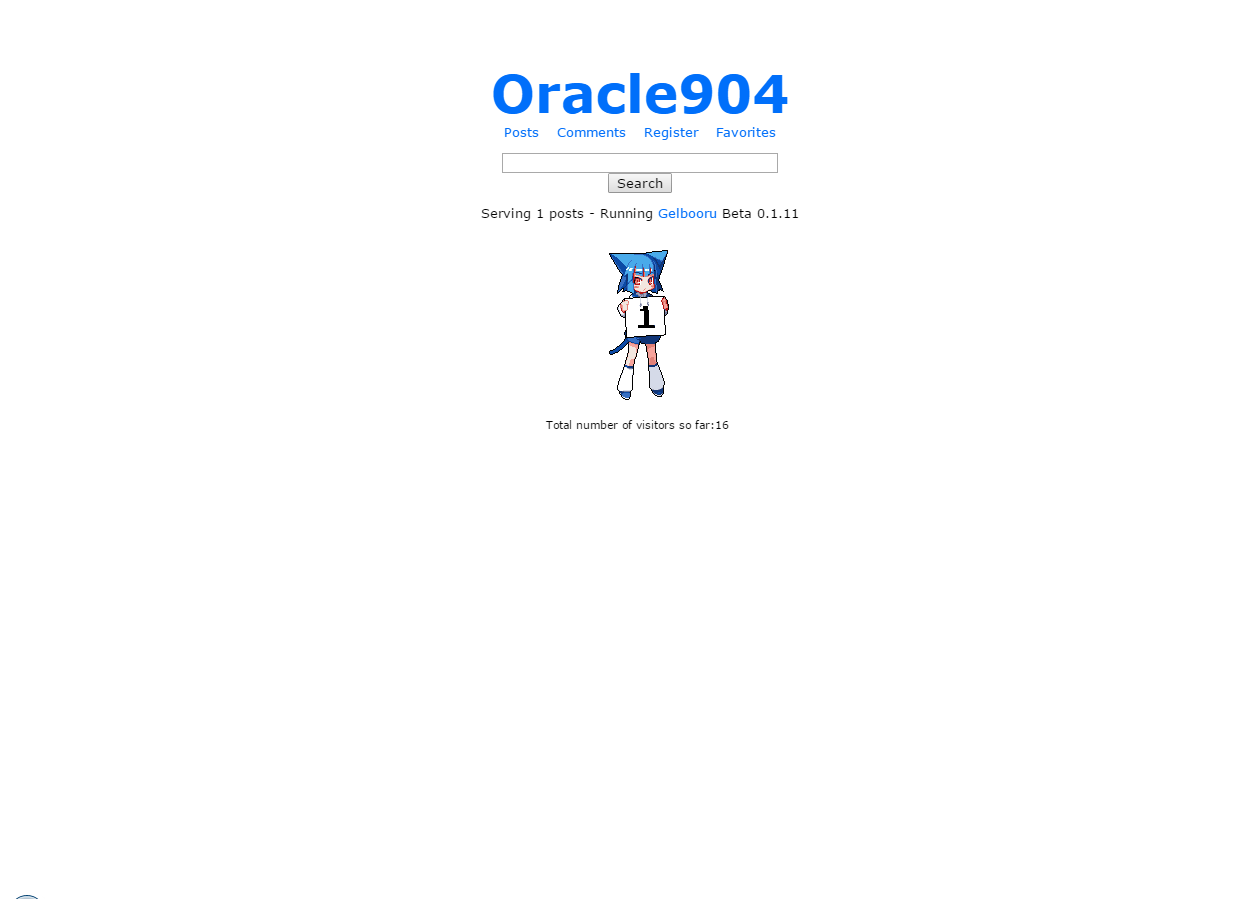 Oracle904
Posts Comments Register Favorites
Search
Serving 1 posts - Running Gelbooru Beta 0.1.11
1
Total number of visitors so far:16